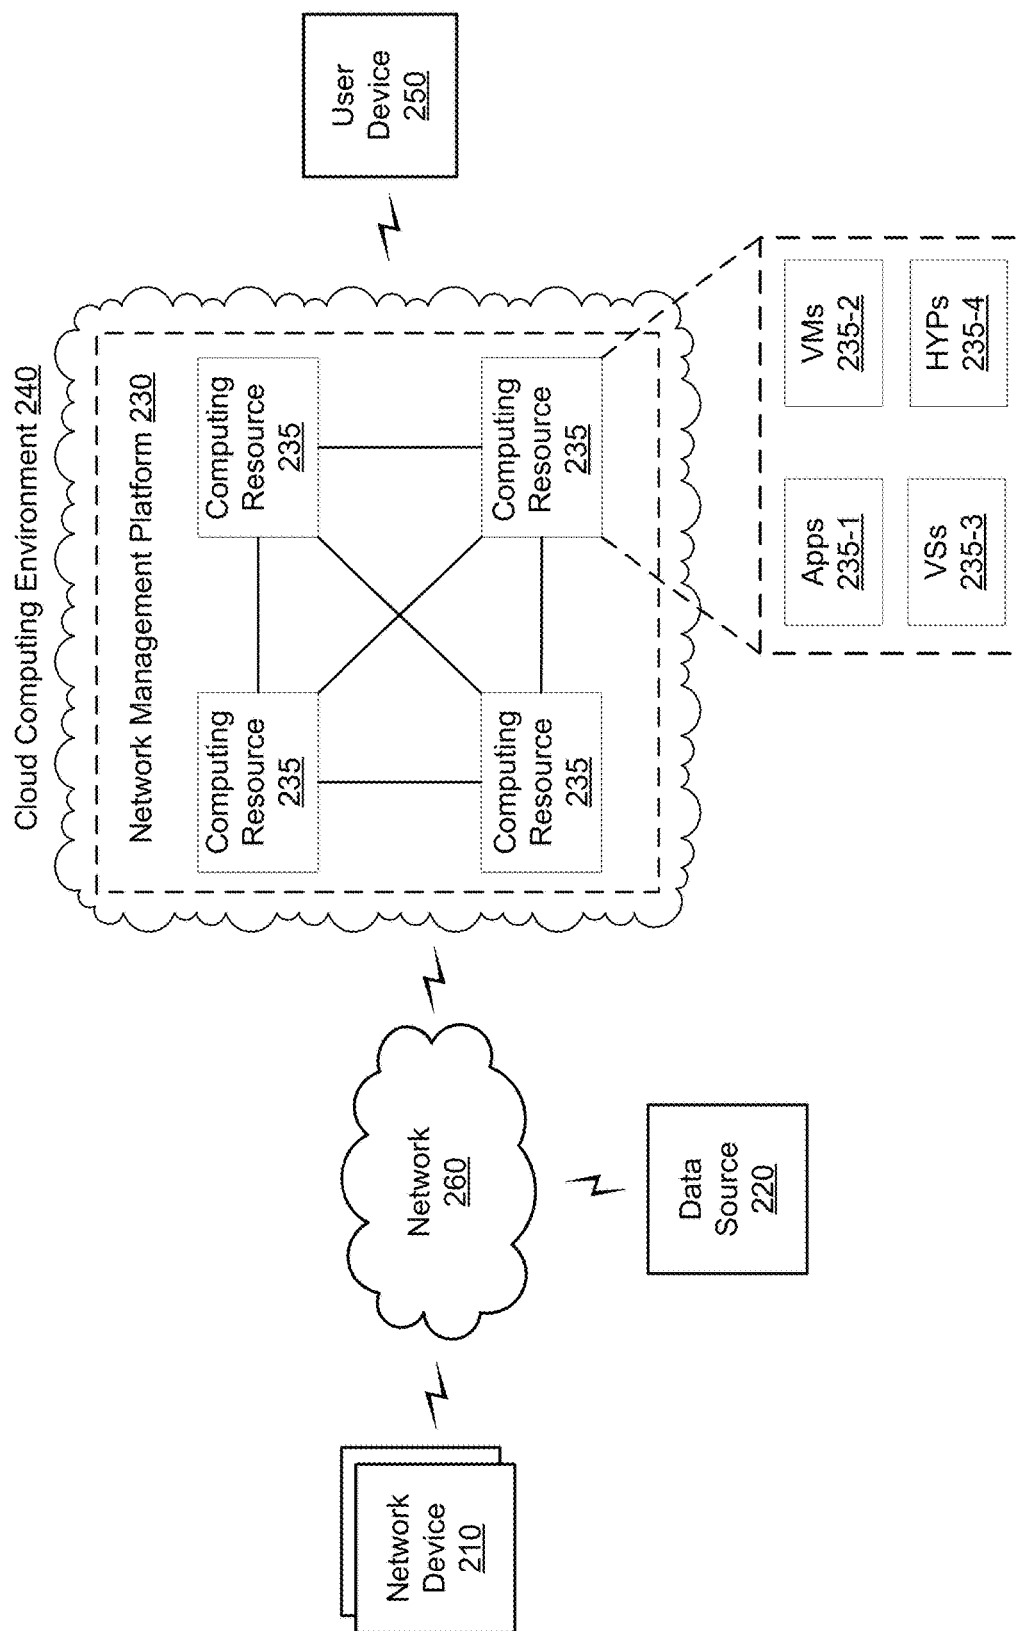 Cloud Computing Environment 240
Network Management Platform 230
Computing
Resource
235
Computing
Resource
235
Computing
Resource
235
Computing
Resource
235
Network
Device
210
Network
260
Data
Source
220
User
Device
250
Apps
235-1
VMs
235-2
VSs
235-3
HYPs
235-4